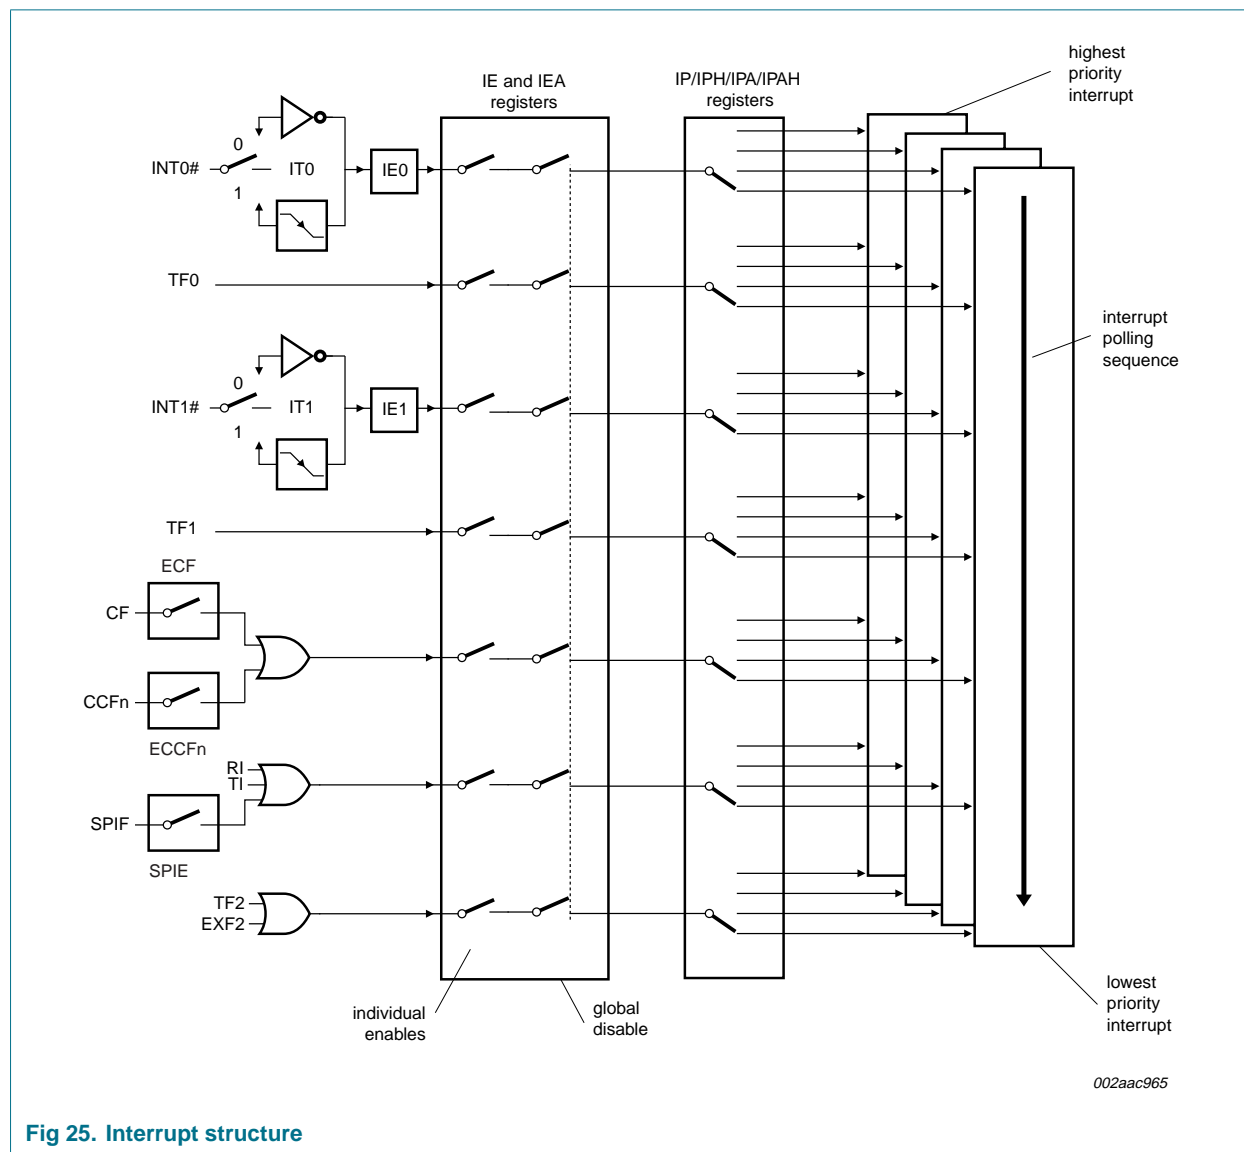 highest
priority
interrupt
IE and IEA
registers
IP/IPH/IPA/IPAH
registers
0
INT0#
IT0
IE0
1
TF0
interrupt
polling
sequence
0
INT1#
IT1
IE1
1
TF1
ECF
CF
CCFn
ECCFn
RI
TI
SPIF
SPIE
TF2
EXF2
individual
enables
global
disable
lowest
priority
interrupt
002aac965
Fig 25. Interrupt structure